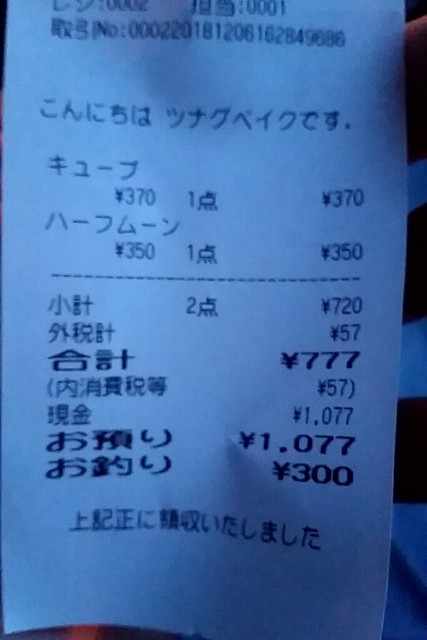 レジ:0002 担当:0001
取引No:000220181206162849686
こんにちは ツナグベイクです.
キューブ
¥370 1点 ¥370
ハーフムーン
¥350 1点 ¥350
小計 2点 ¥720
外税計 ¥57
合計 ¥777
(内消費税等 ¥57)
現金 ¥1,077
お預り ¥1,077
お釣り ¥300
上記正に領収いたしました